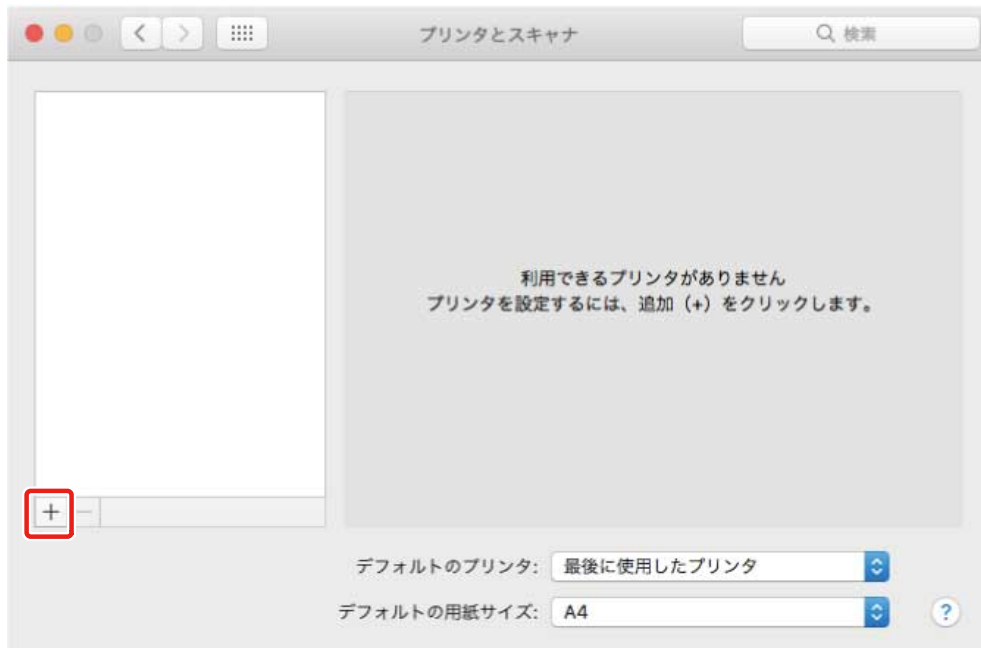 プリンタとスキャナ
検索
利用できるプリンタがありません
プリンタを設定するには、追加（+）をクリックします。
+ −
デフォルトのプリンタ: 最後に使用したプリンタ
デフォルトの用紙サイズ: A4
?